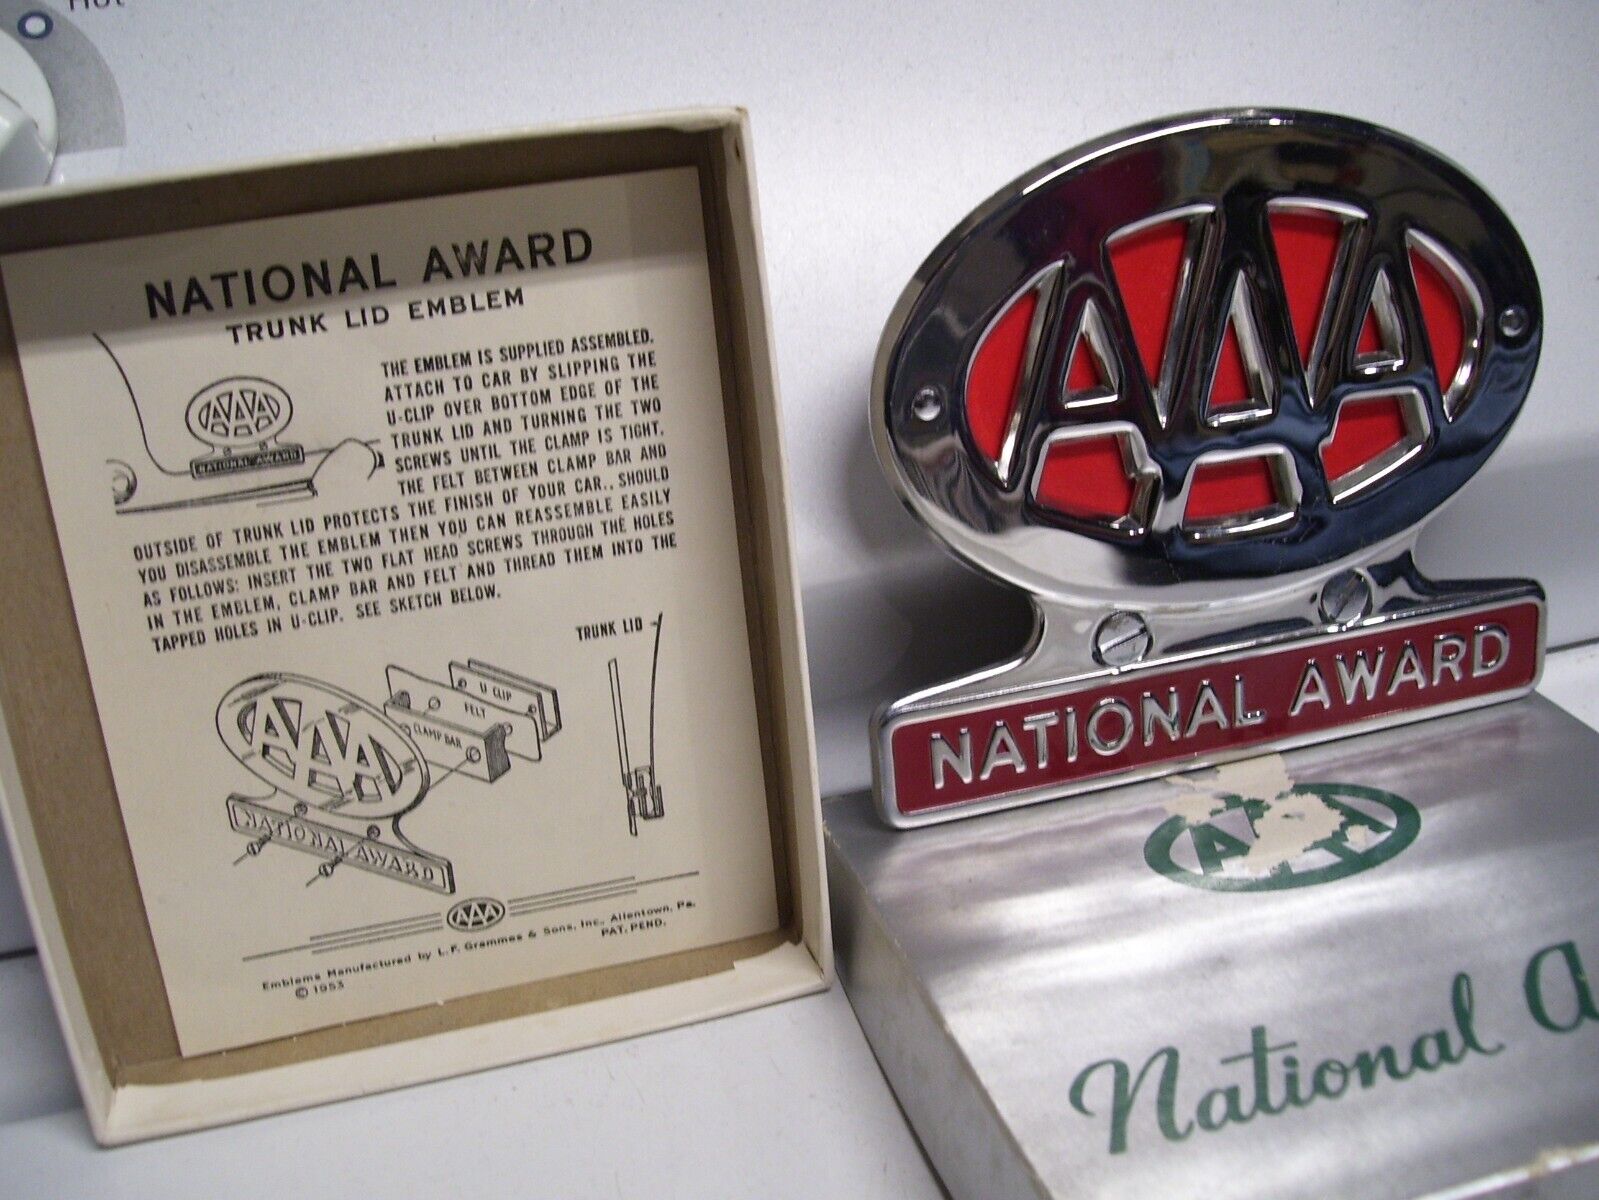 Hot
NATIONAL AWARD
TRUNK LID EMBLEM
THE EMBLEM IS SUPPLIED ASSEMBLED.
ATTACH TO CAR BY SLIPPING THE
U-CLIP OVER BOTTOM EDGE OF THE
TRUNK LID AND TURNING THE TWO
SCREWS UNTIL THE CLAMP IS TIGHT.
THE FELT BETWEEN CLAMP BAR AND
OUTSIDE OF TRUNK LID PROTECTS THE FINISH OF YOUR CAR.. SHOULD
YOU DISASSEMBLE THE EMBLEM THEN YOU CAN REASSEMBLE EASILY
AS FOLLOWS: INSERT THE TWO FLAT HEAD SCREWS THROUGH THE HOLES
IN THE EMBLEM, CLAMP BAR AND FELT AND THREAD THEM INTO THE
TAPPED HOLES IN U-CLIP. SEE SKETCH BELOW.
AAA
NATIONAL AWARD
TRUNK LID
U CLIP
FELT
CLAMP BAR
AAA
NATIONAL AWARD
AAA
Emblems Manufactured by L.F. Grammes & Sons, Inc., Allentown, Pa.
© 1953
PAT. PEND.
AAA
NATIONAL AWARD
A
National A